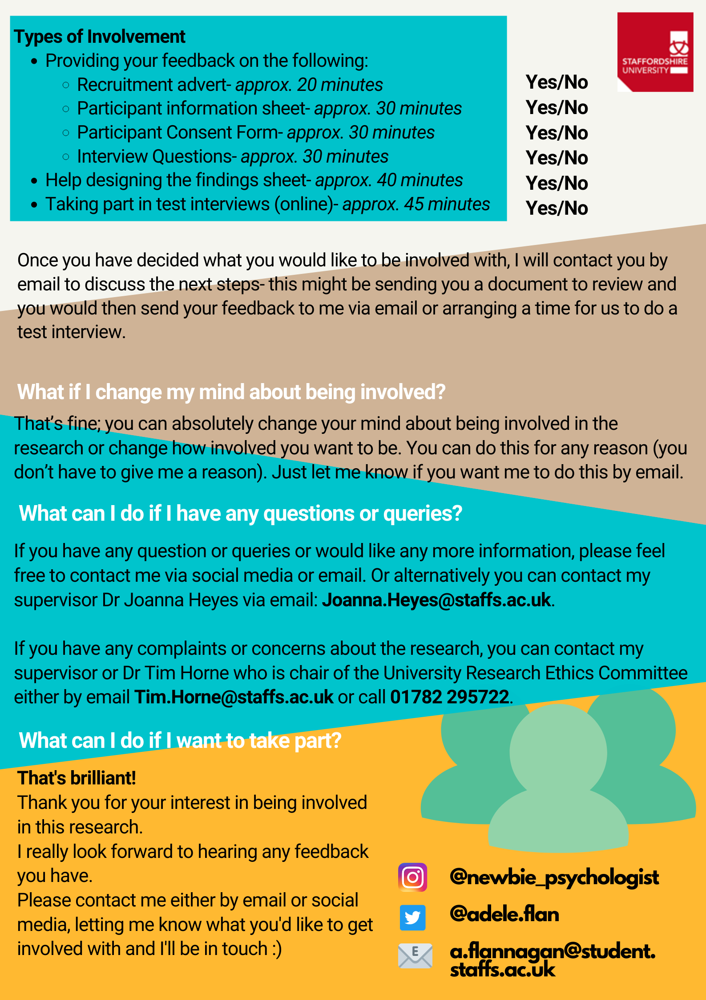 Types of Involvement
• Providing your feedback on the following:
○ Recruitment advert- approx. 20 minutes
○ Participant information sheet- approx. 30 minutes
○ Participant Consent Form- approx. 30 minutes
○ Interview Questions- approx. 30 minutes
• Help designing the findings sheet- approx. 40 minutes
• Taking part in test interviews (online)- approx. 45 minutes
Yes/No
Yes/No
Yes/No
Yes/No
Yes/No
Yes/No
STAFFORDSHIRE
UNIVERSITY
Once you have decided what you would like to be involved with, I will contact you by
email to discuss the next steps- this might be sending you a document to review and
you would then send your feedback to me via email or arranging a time for us to do a
test interview.
What if I change my mind about being involved?
That’s fine; you can absolutely change your mind about being involved in the
research or change how involved you want to be. You can do this for any reason (you
don’t have to give me a reason). Just let me know if you want me to do this by email.
What can I do if I have any questions or queries?
If you have any question or queries or would like any more information, please feel
free to contact me via social media or email. Or alternatively you can contact my
supervisor Dr Joanna Heyes via email: Joanna.Heyes@staffs.ac.uk.
If you have any complaints or concerns about the research, you can contact my
supervisor or Dr Tim Horne who is chair of the University Research Ethics Committee
either by email Tim.Horne@staffs.ac.uk or call 01782 295722.
What can I do if I want to take part?
That's brilliant!
Thank you for your interest in being involved
in this research.
I really look forward to hearing any feedback
you have.
Please contact me either by email or social
media, letting me know what you'd like to get
involved with and I'll be in touch :)
@newbie_psychologist
@adele.flan
E
a.flannagan@student.
staffs.ac.uk